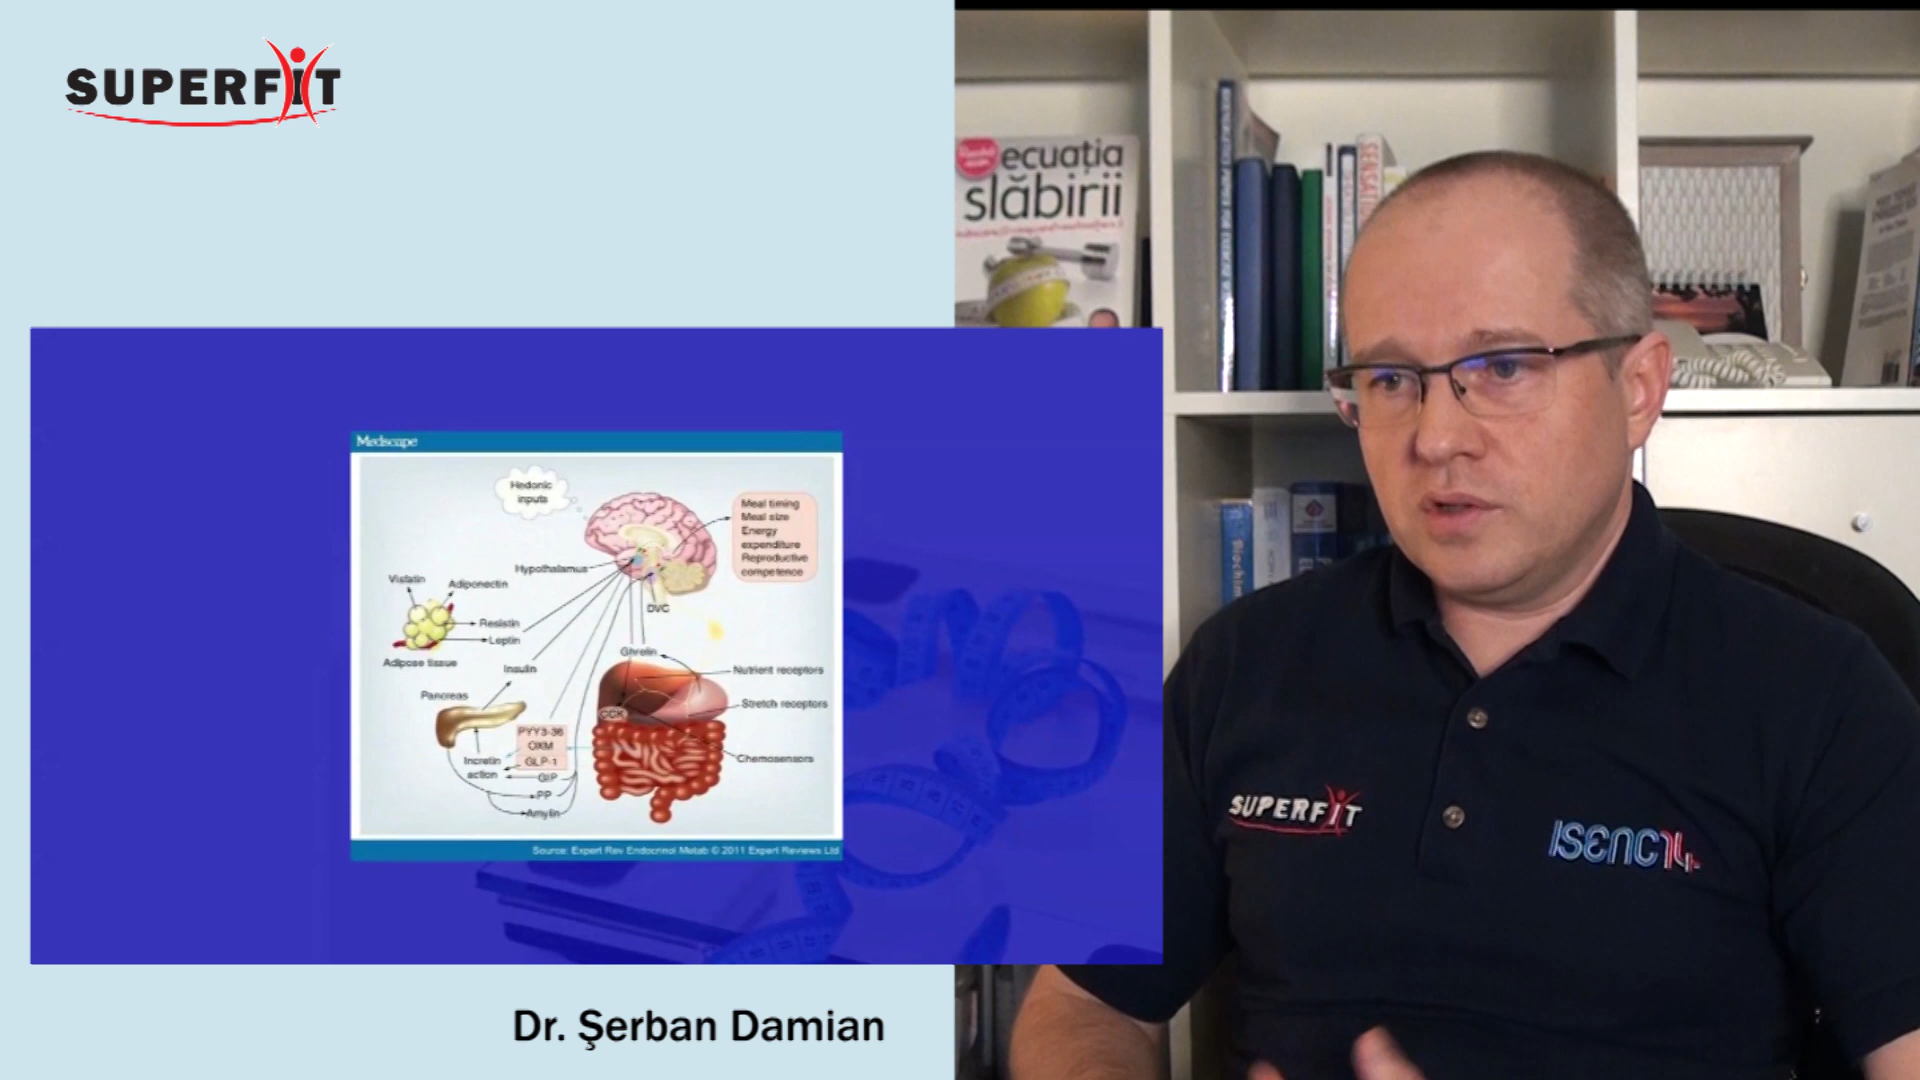 SUPERFIT
ecuația
slăbirii
Medscape
Hedonic
inputs
Meal timing
Meal size
Energy
expenditure
Reproductive
competence
Hypothalamus
Visfatin
Adiponectin
DVC
Resistin
Leptin
Adipose tissue
Ghrelin
Insulin
Nutrient receptors
Pancreas
Stretch receptors
CCK
PYY3-36
OXM
GLP-1
Incretin
action
GIP
Chemosensors
PP
Amylin
Source: Expert Rev Endocrinol Metab © 2011 Expert Reviews Ltd
SUPERFIT
ISENC14
Dr. Şerban Damian